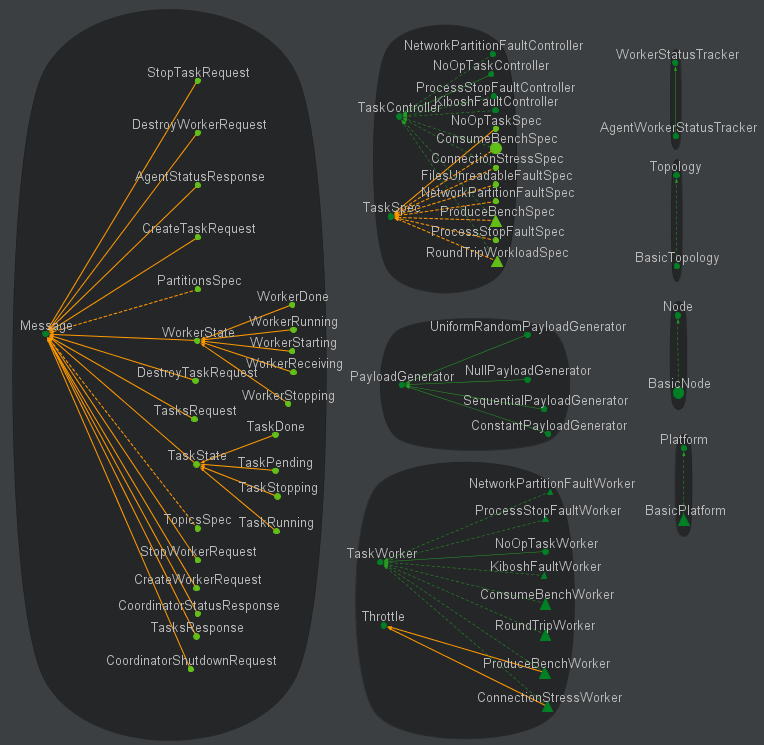 StopTaskRequest
DestroyWorkerRequest
AgentStatusResponse
CreateTaskRequest
PartitionsSpec
Message
WorkerState
WorkerDone
WorkerRunning
WorkerStarting
WorkerReceiving
WorkerStopping
DestroyTaskRequest
TasksRequest
TaskDone
TaskState
TaskPending
TaskStopping
TaskRunning
TopicsSpec
StopWorkerRequest
CreateWorkerRequest
CoordinatorStatusResponse
TasksResponse
CoordinatorShutdownRequest
NetworkPartitionFaultController
NoOpTaskController
ProcessStopFaultController
KiboshFaultController
TaskController
NoOpTaskSpec
ConsumeBenchSpec
ConnectionStressSpec
FilesUnreadableFaultSpec
NetworkPartitionFaultSpec
TaskSpec
ProduceBenchSpec
ProcessStopFaultSpec
RoundTripWorkloadSpec
UniformRandomPayloadGenerator
PayloadGenerator
NullPayloadGenerator
SequentialPayloadGenerator
ConstantPayloadGenerator
NetworkPartitionFaultWorker
ProcessStopFaultWorker
NoOpTaskWorker
TaskWorker
KiboshFaultWorker
ConsumeBenchWorker
Throttle
RoundTripWorker
ProduceBenchWorker
ConnectionStressWorker
WorkerStatusTracker
AgentWorkerStatusTracker
Topology
BasicTopology
Node
BasicNode
Platform
BasicPlatform